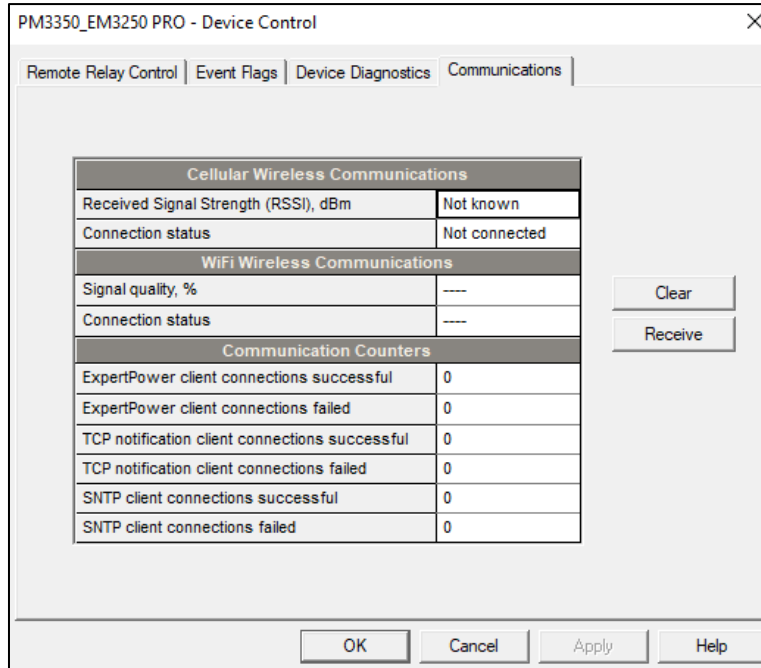 PM3350_EM3250 PRO - Device Control
Remote Relay Control Event Flags Device Diagnostics Communications
Cellular Wireless Communications
Received Signal Strength (RSSI), dBm Not known
Connection status Not connected
WiFi Wireless Communications
Signal quality, % ----
Connection status ----
Clear
Receive
Communication Counters
ExpertPower client connections successful 0
ExpertPower client connections failed 0
TCP notification client connections successful 0
TCP notification client connections failed 0
SNTP client connections successful 0
SNTP client connections failed 0
OK Cancel Apply Help